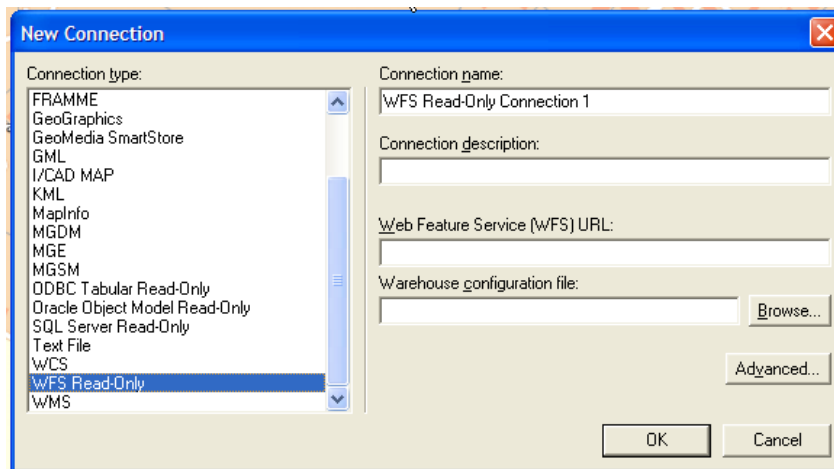 New Connection
Connection type:
FRAMME
GeoGraphics
GeoMedia SmartStore
GML
I/CAD MAP
KML
MapInfo
MGDM
MGE
MGSM
ODBC Tabular Read-Only
Oracle Object Model Read-Only
SQL Server Read-Only
Text File
WCS
WFS Read-Only
WMS
Connection name:
WFS Read-Only Connection 1
Connection description:
Web Feature Service (WFS) URL:
Warehouse configuration file:
Browse...
Advanced...
OK
Cancel